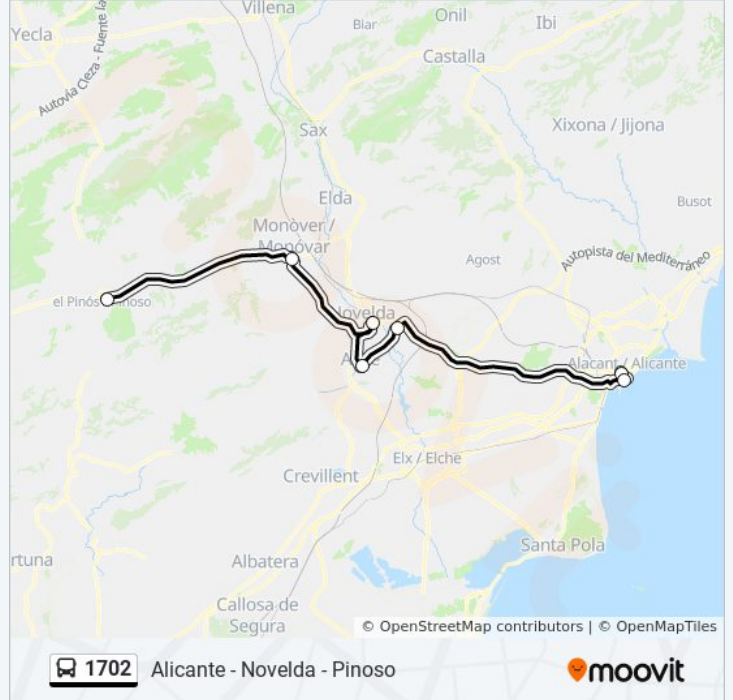 Villena
Onil
Biar
Ibi
Yecla
Castalla
Autovía Cieza - Fuente la
Sax
Xixona / Jijona
Elda
Busot
Monòver /
Monóvar
Agost
Autopista del Mediterráneo
el Pinós
Novelda
Alacant / Alicante
Elx / Elche
Crevillent
Santa Pola
rtuna
Albatera
Callosa de
Segura
© OpenStreetMap contributors | © OpenMapTiles
1702 Alicante - Novelda - Pinoso
moovit